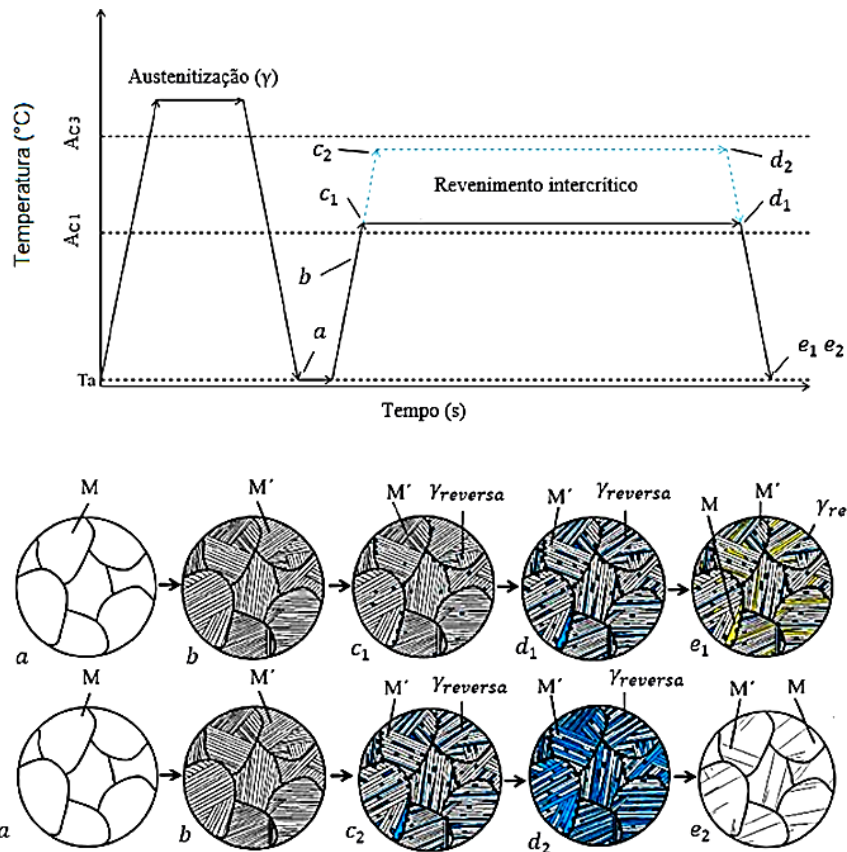 Austenitização (γ)
Temperatura (°C)
Ac3
Ac1
Ta
c₂
d₂
Revenimento intercrítico
c₁
d₁
b
a
e₁ e₂
Tempo (s)
M
M´
M´ γreversa
M´ γreversa
M M´ γre
a
b
c₁
d₁
e₁
M
M´
M´ γreversa
M´ γreversa
M´ M
a
b
c₂
d₂
e₂